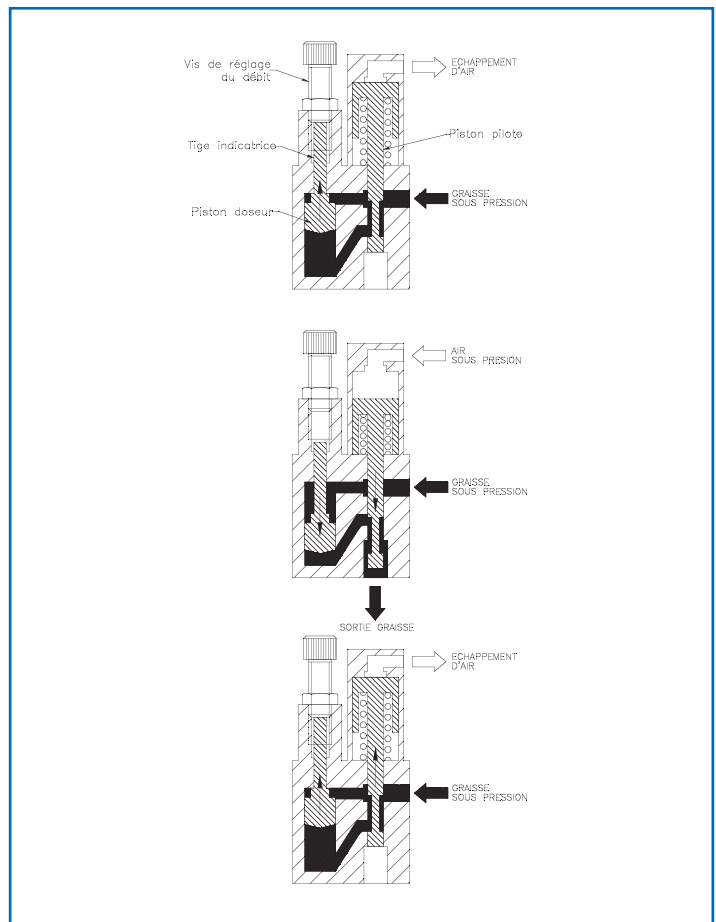 Vis de réglage
du débit
ECHAPPEMENT
D'AIR
Piston pilote
Tige indicatrice
GRAISSE
SOUS PRESSION
Piston doseur
AIR
SOUS PRESION
GRAISSE
SOUS PRESSION
SORTIE GRAISSE
ECHAPPEMENT
D'AIR
GRAISSE
SOUS PRESSION